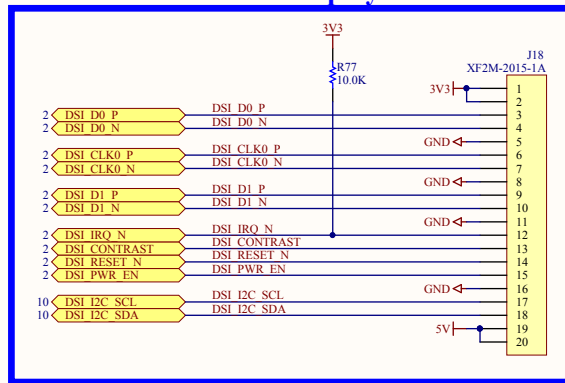 3V3
R77
10.0K
J18
XF2M-2015-1A
3V3
1
2
2 DSI_D0_P DSI_D0_P 3
2 DSI_D0_N DSI_D0_N 4
GND 5
2 DSI_CLK0_P DSI_CLK0_P 6
2 DSI_CLK0_N DSI_CLK0_N 7
GND 8
2 DSI_D1_P DSI_D1_P 9
2 DSI_D1_N DSI_D1_N 10
GND 11
2 DSI_IRQ_N DSI_IRQ_N 12
2 DSI_CONTRAST DSI_CONTRAST 13
2 DSI_RESET_N DSI_RESET_N 14
2 DSI_PWR_EN DSI_PWR_EN 15
GND 16
10 DSI_I2C_SCL DSI_I2C_SCL 17
10 DSI_I2C_SDA DSI_I2C_SDA 18
5V 19
20